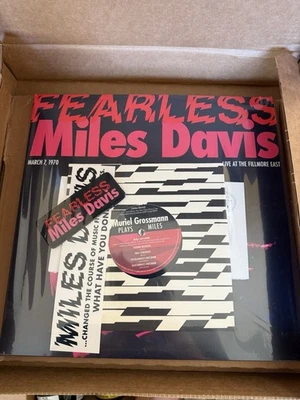 FEARLESS
Miles Davis
MARCH 7, 1970
LIVE AT THE FILLMORE EAST
FEARLESS
Miles Davis
MILES DAVIS
...CHANGED THE COURSE OF MUSIC
WHAT HAVE YOU DON
Muriel Grossmann
PLAYS MILES